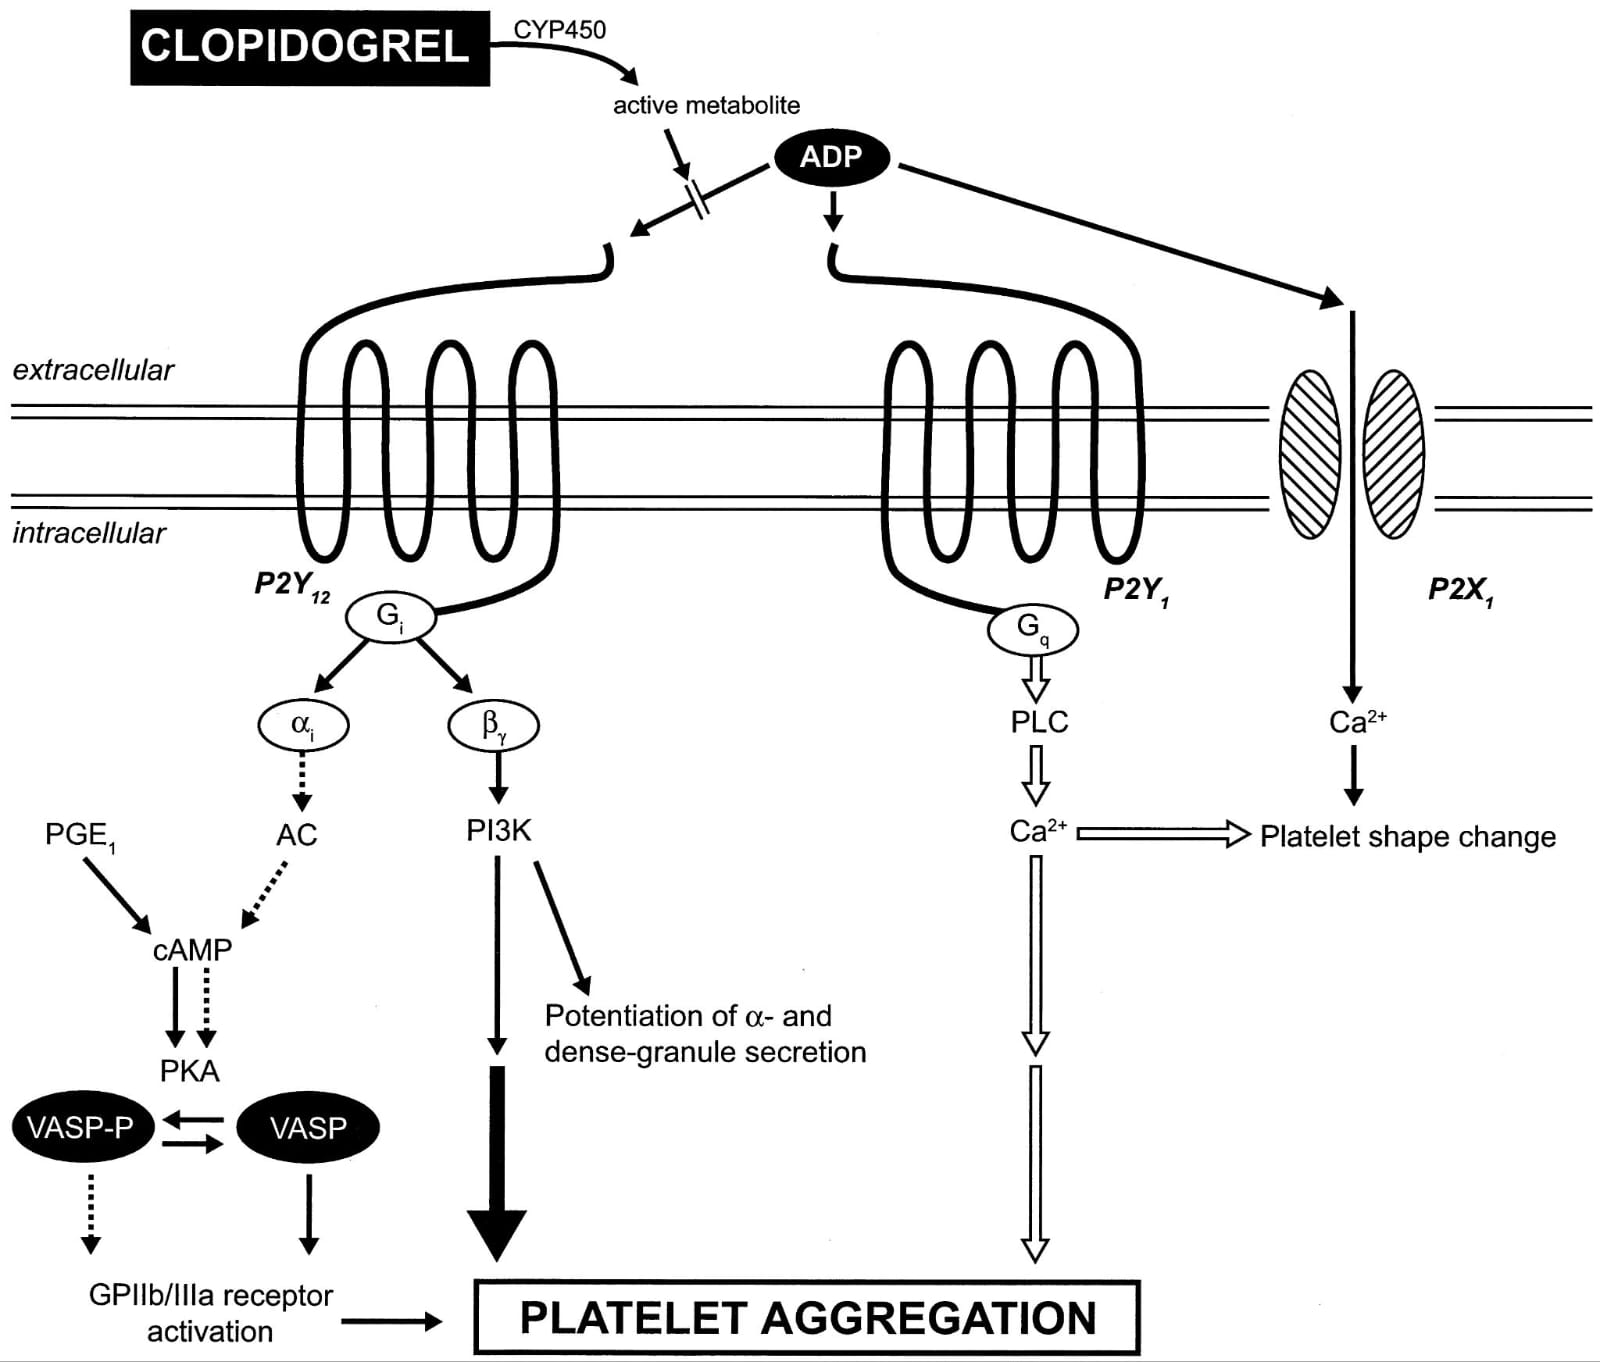 CLOPIDOGREL
CYP450
active metabolite
ADP
extracellular
intracellular
P2Y12
P2Y1
P2X1
Gi
Gq
αi
βγ
PLC
Ca2+
PGE1
AC
PI3K
Ca2+
Platelet shape change
cAMP
Potentiation of α- and
dense-granule secretion
PKA
VASP-P
VASP
GPIIb/IIIa receptor
activation
PLATELET AGGREGATION